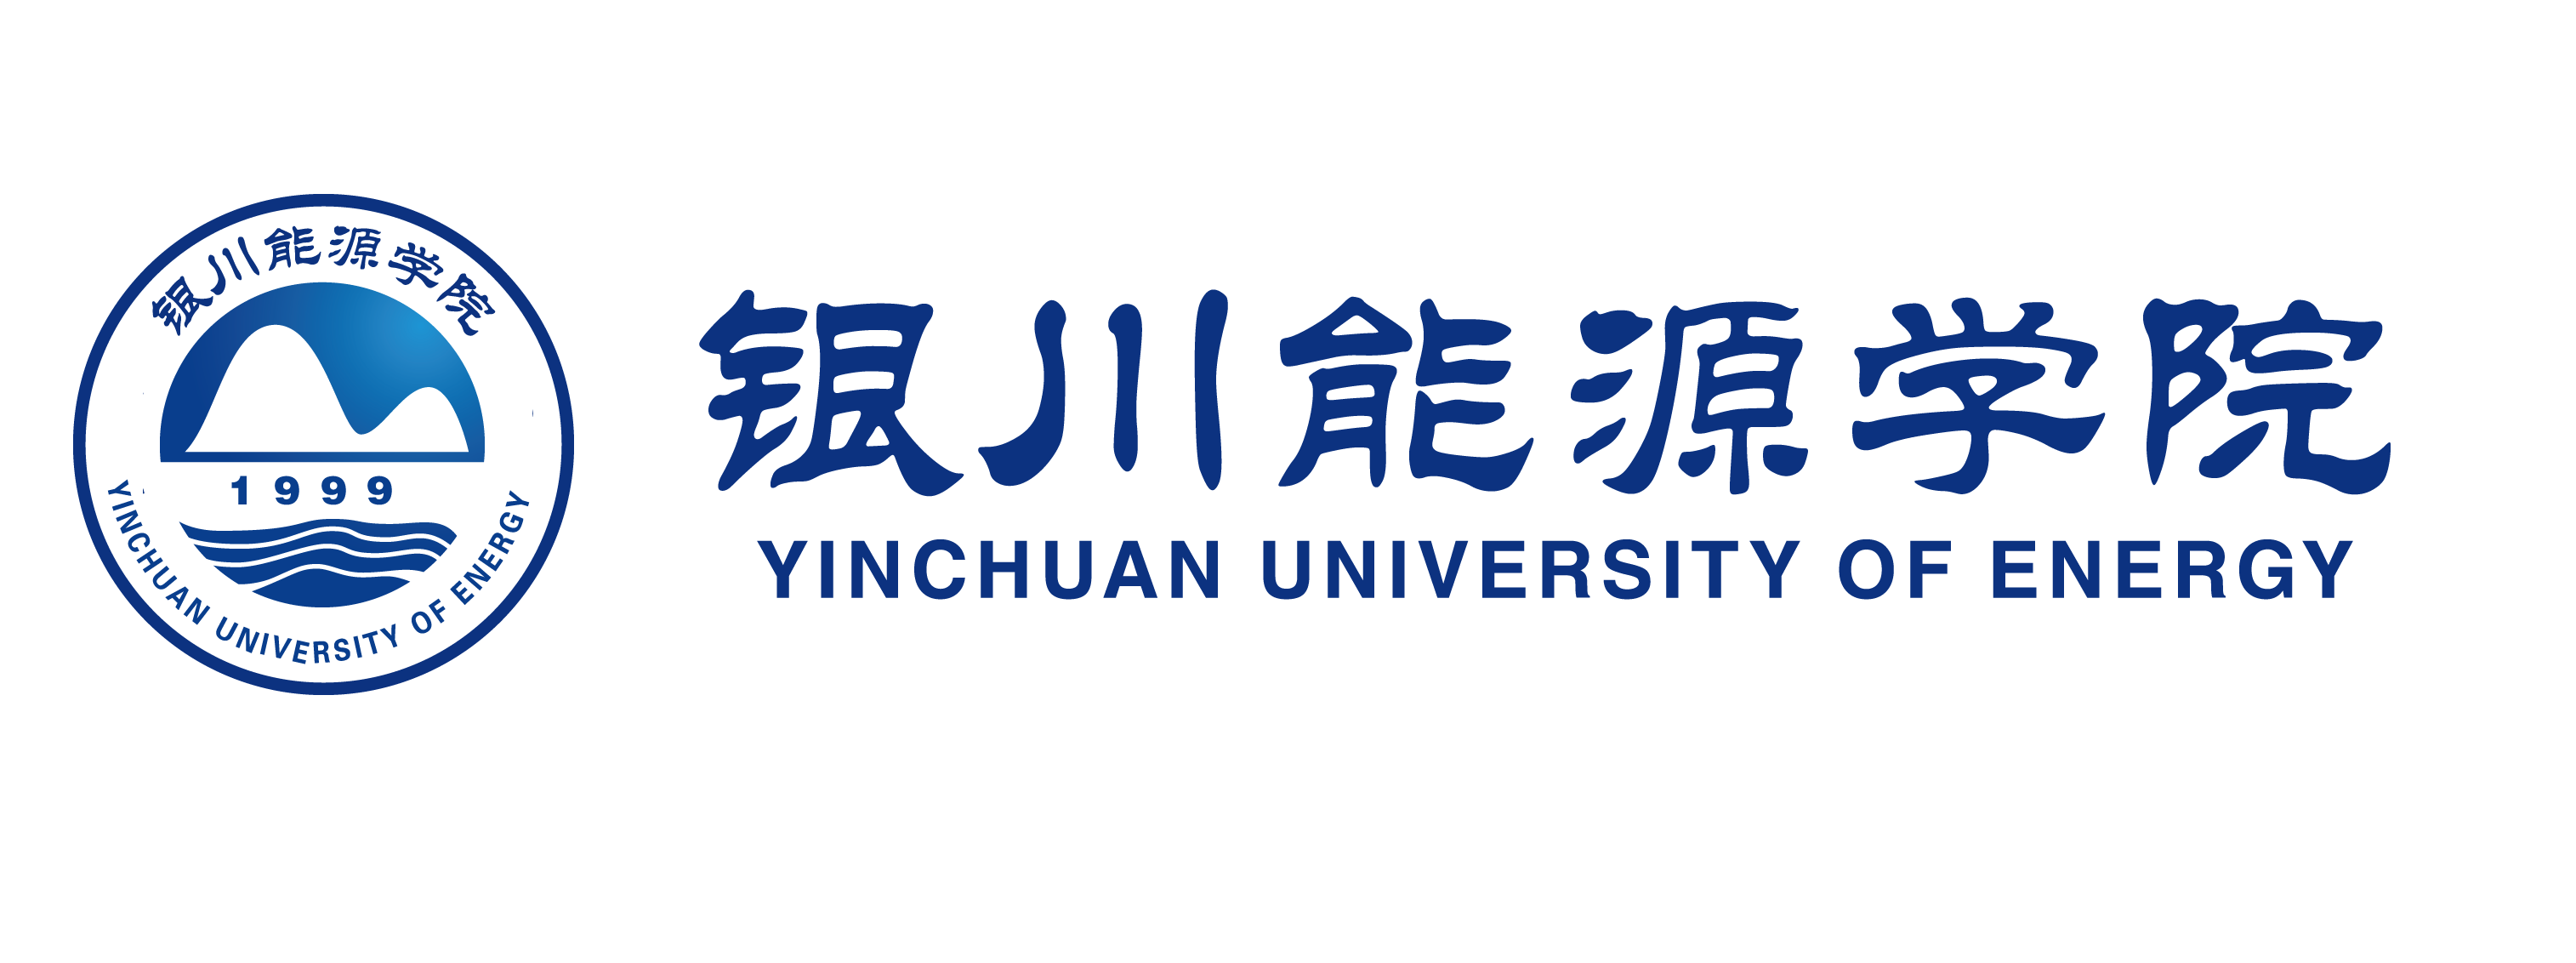 银川能源学院
1999
YINCHUAN UNIVERSITY OF ENERGY
银川能源学院
YINCHUAN UNIVERSITY OF ENERGY